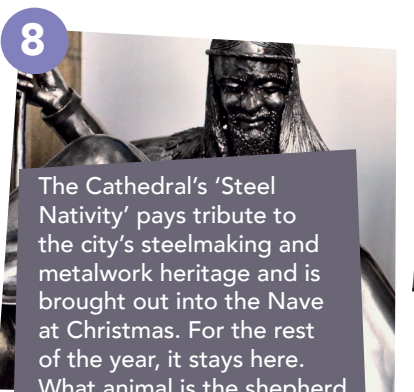 8
The Cathedral’s ‘Steel
Nativity’ pays tribute to
the city’s steelmaking and
metalwork heritage and is
brought out into the Nave
at Christmas. For the rest
of the year, it stays here.
What animal is the shepherd